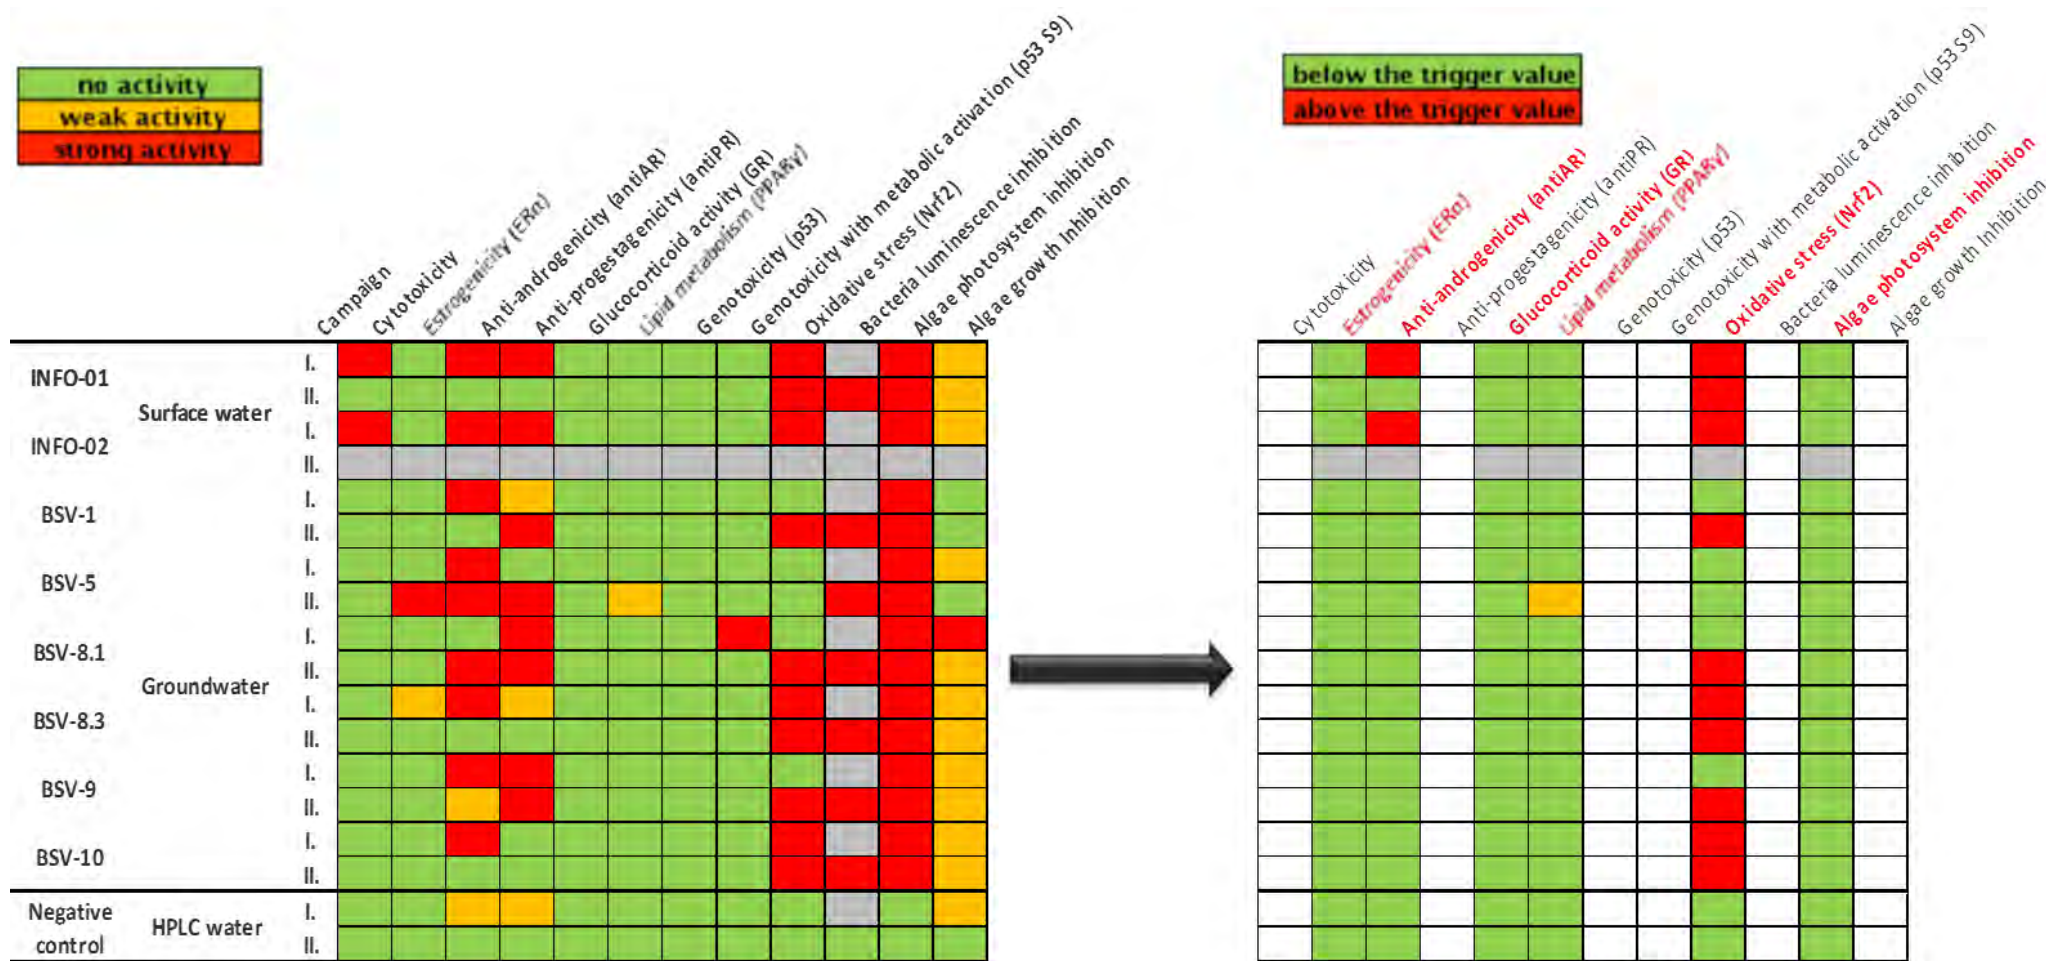 no activity
weak activity
strong activity
Campaign
Cytotoxicity
Estrogenicity (ERα)
Anti-androgenicity (antiAR)
Anti-progestagenicity (antiPR)
Glucocorticoid activity (GR)
Lipid metabolism (PPARγ)
Genotoxicity (p53)
Genotoxicity with metabolic activation (p53 S9)
Oxidative stress (Nrf2)
Bacteria luminescence inhibition
Algae photosystem inhibition
Algae growth Inhibition
below the trigger value
above the trigger value
Cytotoxicity
Estrogenicity (ERα)
Anti-androgenicity (antiAR)
Anti-progestagenicity (antiPR)
Glucocorticoid activity (GR)
Lipid metabolism (PPARγ)
Genotoxicity (p53)
Genotoxicity with metabolic activation (p53 S9)
Oxidative stress (Nrf2)
Bacteria luminescence inhibition
Algae photosystem inhibition
Algae growth Inhibition
INFO-01
I.
II.
Surface water
INFO-02
I.
II.
BSV-1
I.
II.
BSV-5
I.
II.
BSV-8.1
I.
II.
Groundwater
BSV-8.3
I.
II.
BSV-9
I.
II.
BSV-10
I.
II.
Negative
control
HPLC water
I.
II.